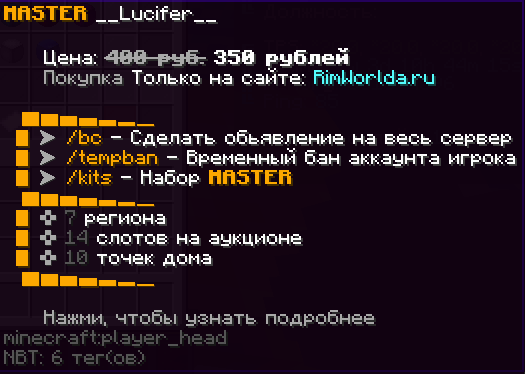 MASTER __Lucifer__
Цена: 400 руб. 350 рублей
Покупка Только на сайте: RimWorlda.ru
➤ /bc – Сделать обьявление на весь сервер
➤ /tempban – Временный бан аккаунта игрока
➤ /kits – Набор MASTER
7 региона
14 слотов на аукционе
10 точек дома
Нажми, чтобы узнать подробнее
minecraft:player_head
NBT: 6 тег(ов)